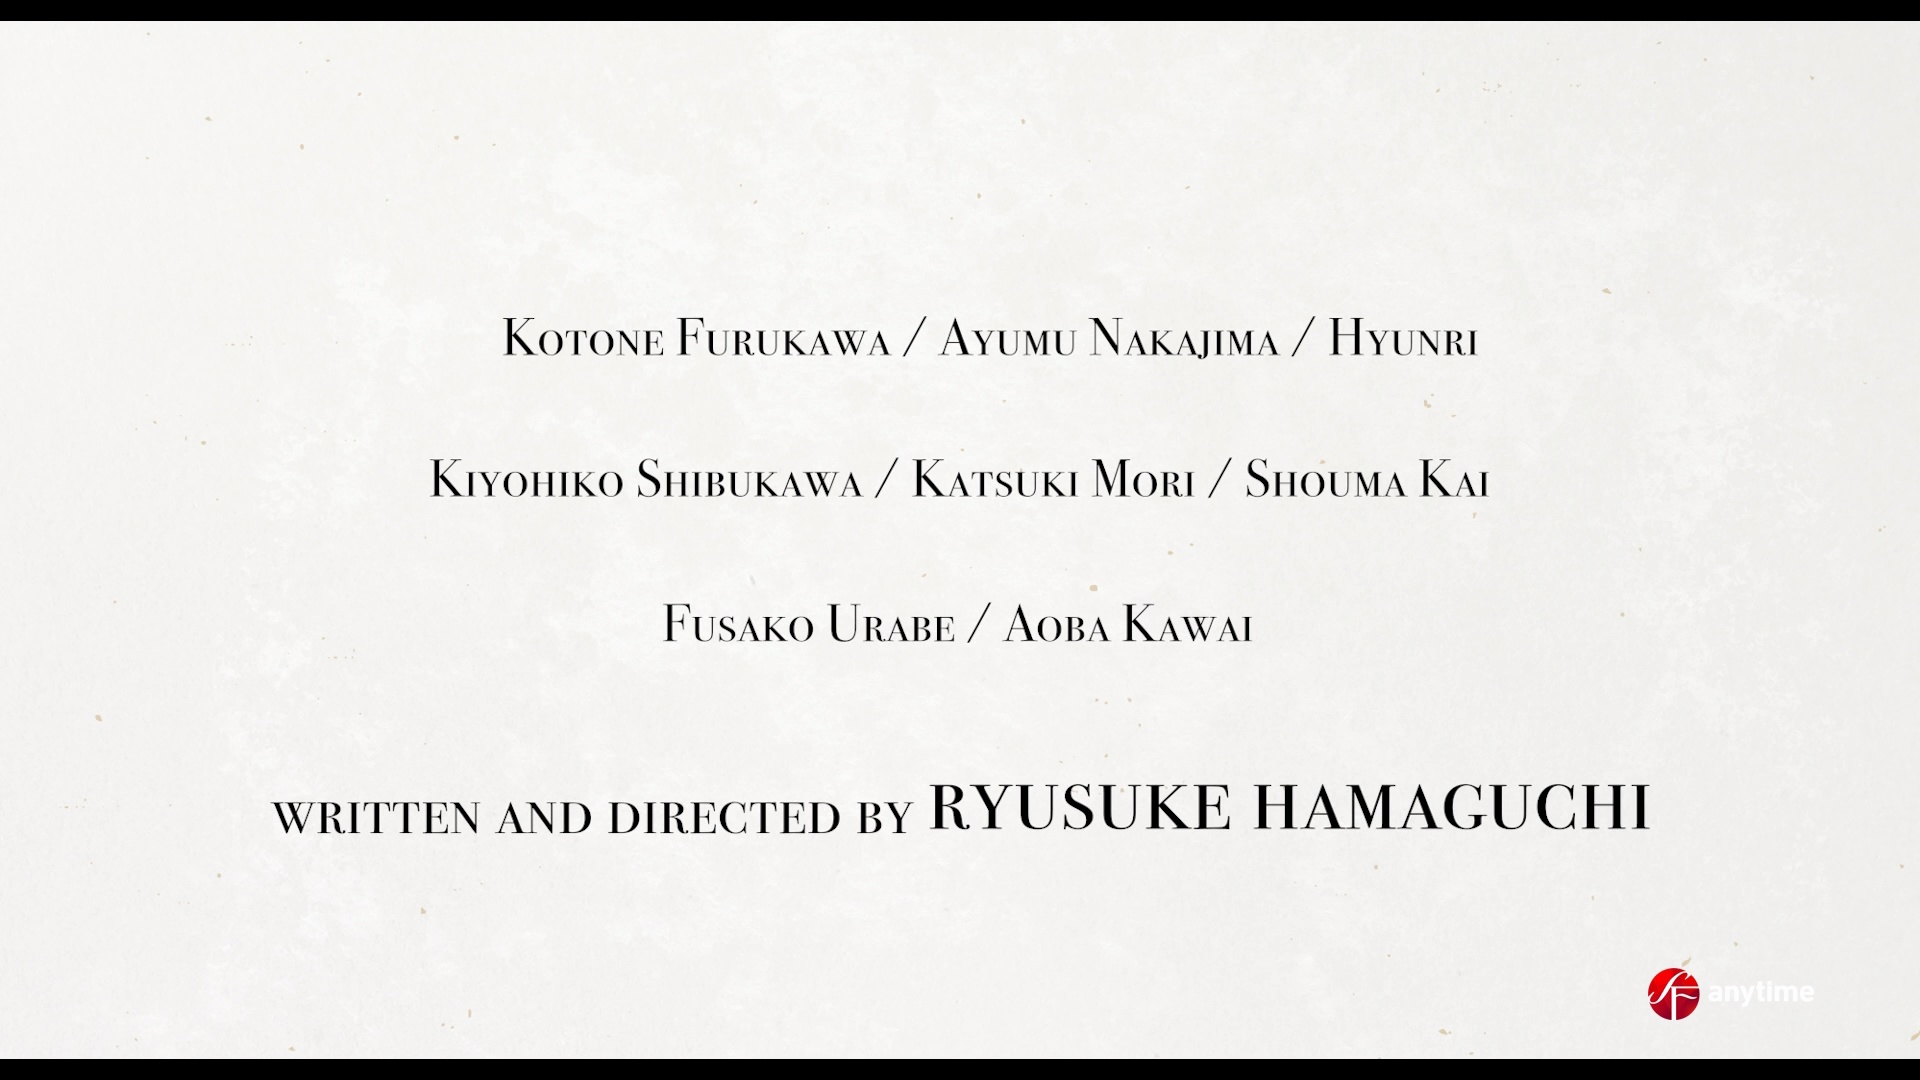 Kotone Furukawa / Ayumu Nakajima / Hyunri
Kiyohiko Shibukawa / Katsuki Mori / Shouma Kai
Fusako Urabe / Aoba Kawai
WRITTEN AND DIRECTED BY RYUSUKE HAMAGUCHI
SF anytime